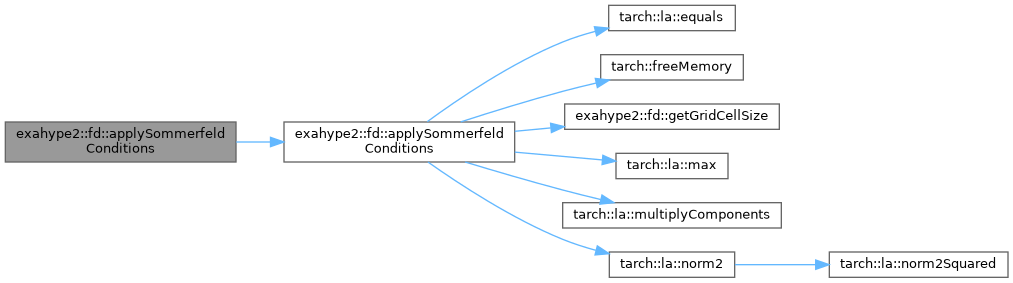 exahype2::fd::applySommerfeld
Conditions
exahype2::fd::applySommerfeld
Conditions
tarch::la::equals
tarch::freeMemory
exahype2::fd::getGridCellSize
tarch::la::max
tarch::la::multiplyComponents
tarch::la::norm2
tarch::la::norm2Squared